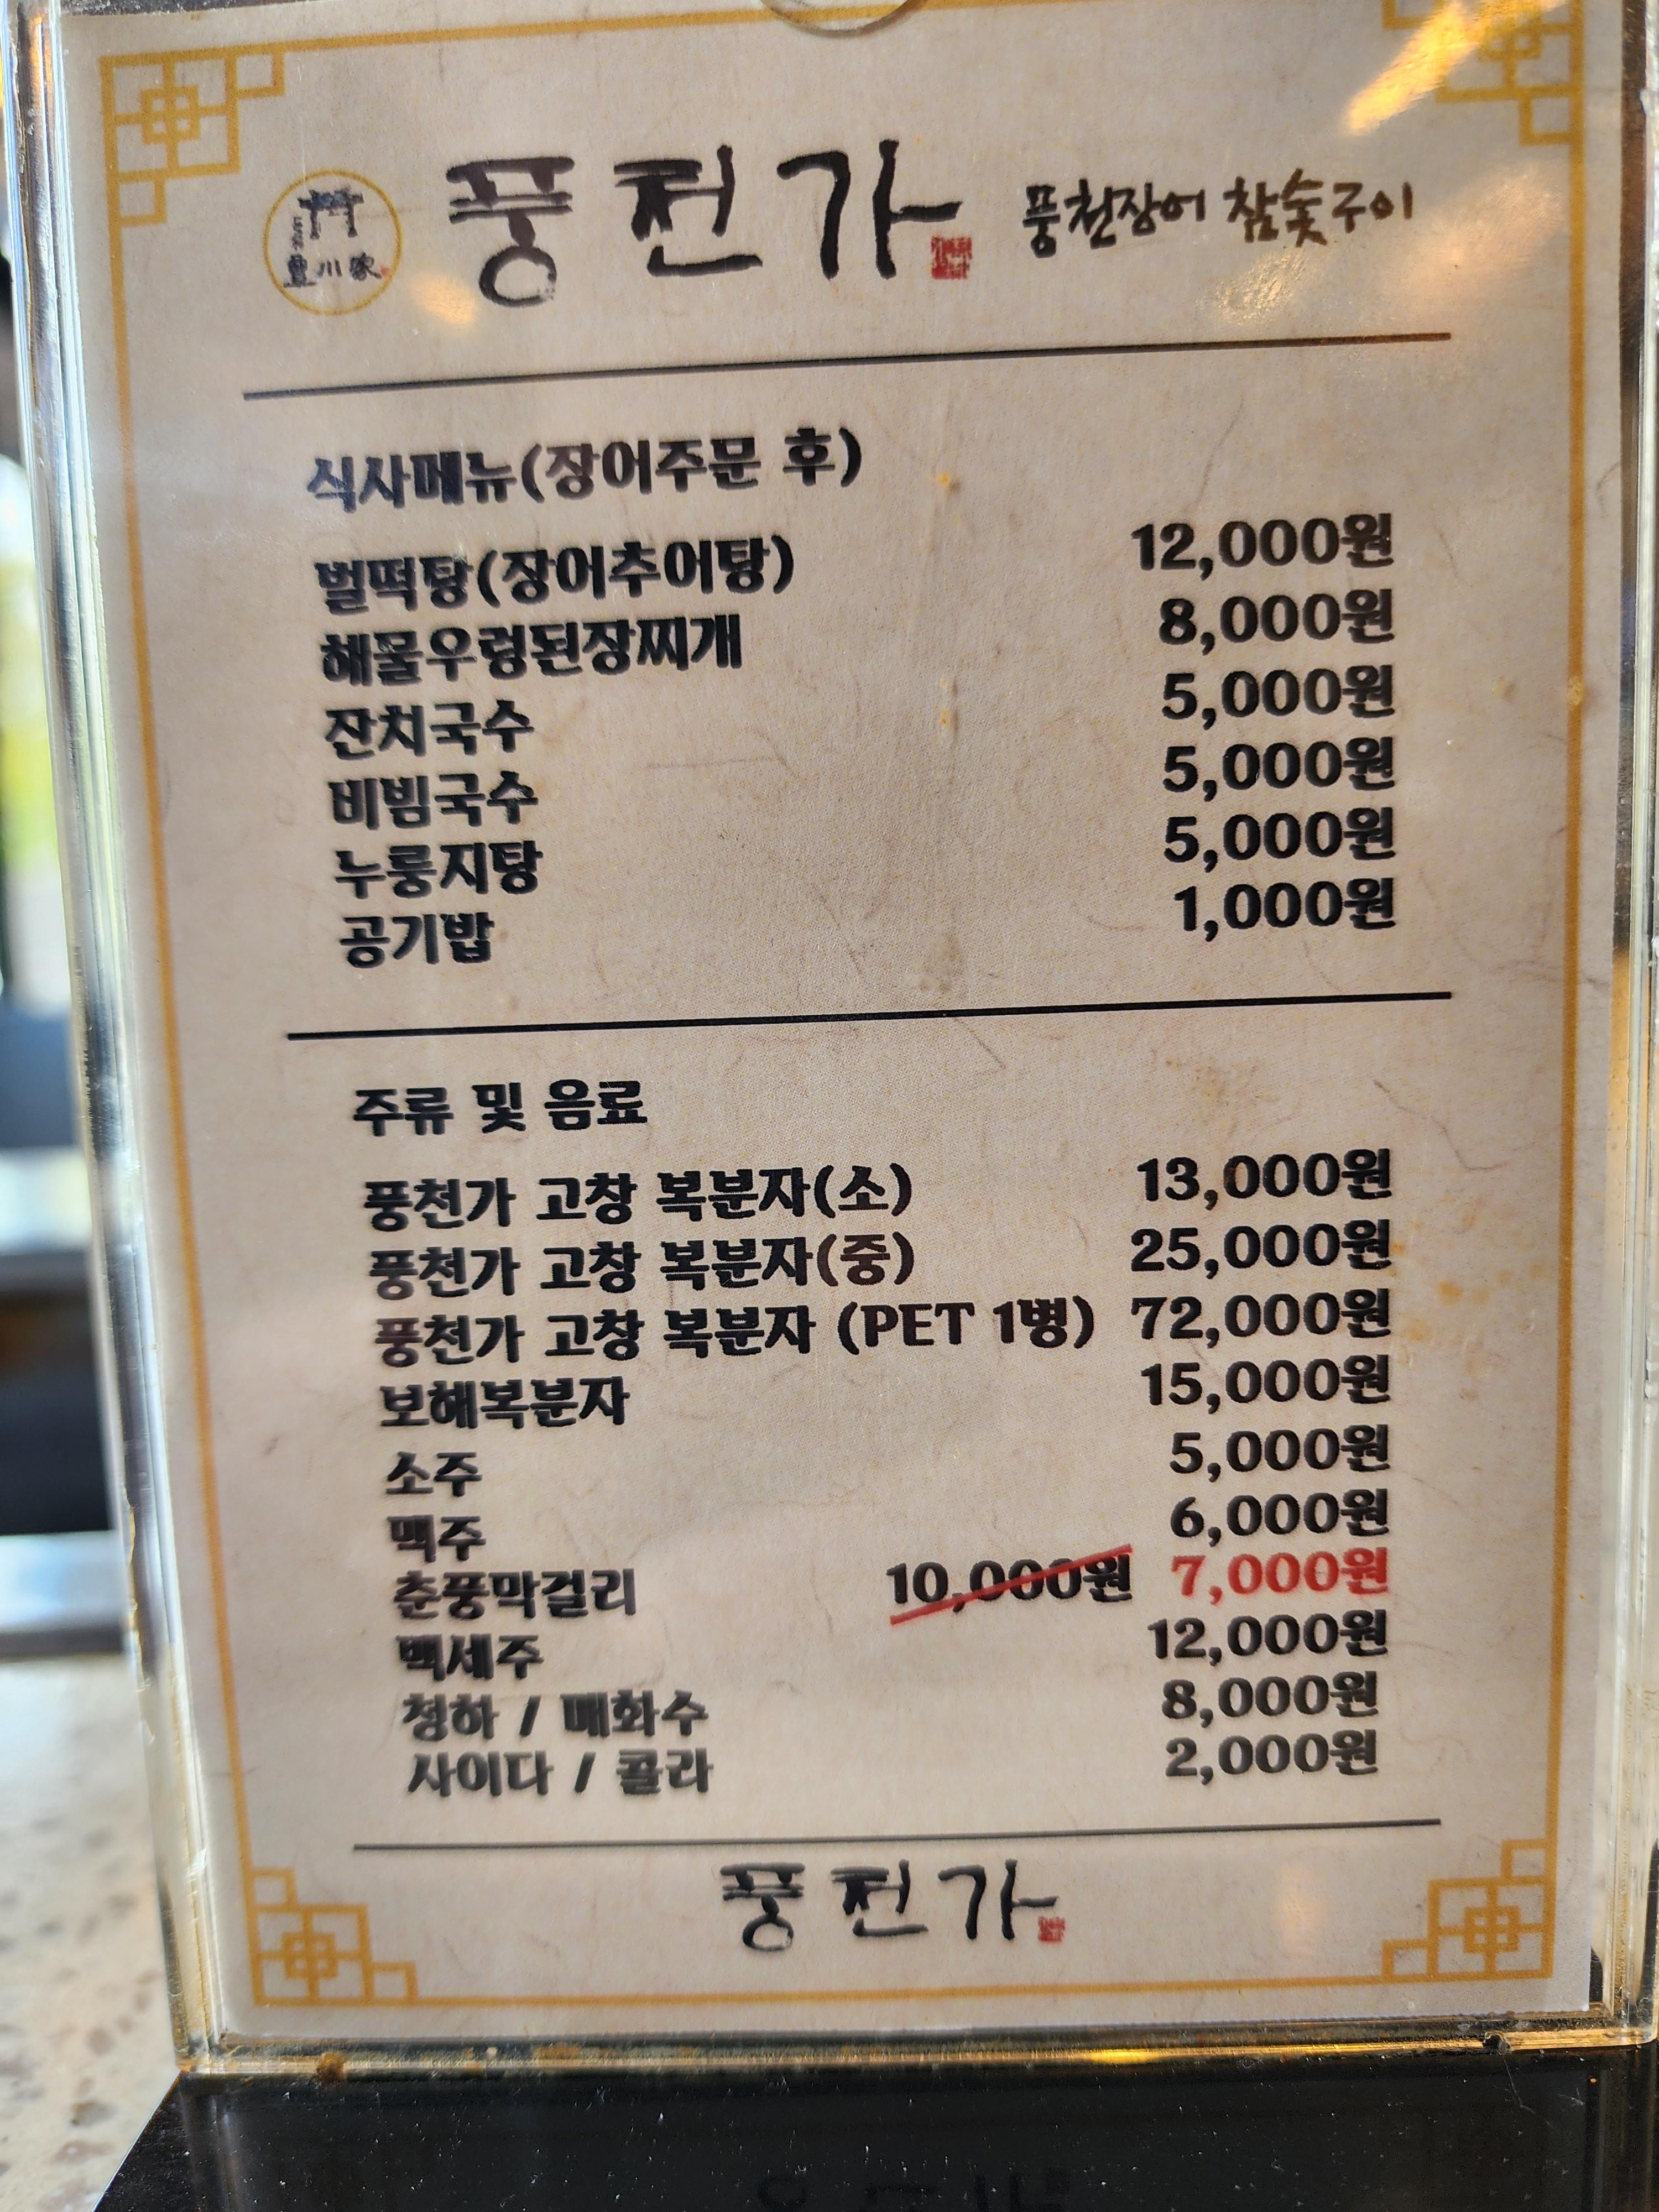 豊川家
풍천가 풍천장어 참숯구이
식사메뉴(장어주문 후)
벌떡탕(장어추어탕) 12,000원
해물우렁된장찌개 8,000원
잔치국수 5,000원
비빔국수 5,000원
누룽지탕 5,000원
공기밥 1,000원
주류 및 음료
풍천가 고창 복분자(소) 13,000원
풍천가 고창 복분자(중) 25,000원
풍천가 고창 복분자 (PET 1병) 72,000원
보해복분자 15,000원
소주 5,000원
맥주 6,000원
춘풍막걸리 10,000원 7,000원
백세주 12,000원
청하 / 매화수 8,000원
사이다 / 콜라 2,000원
풍천가